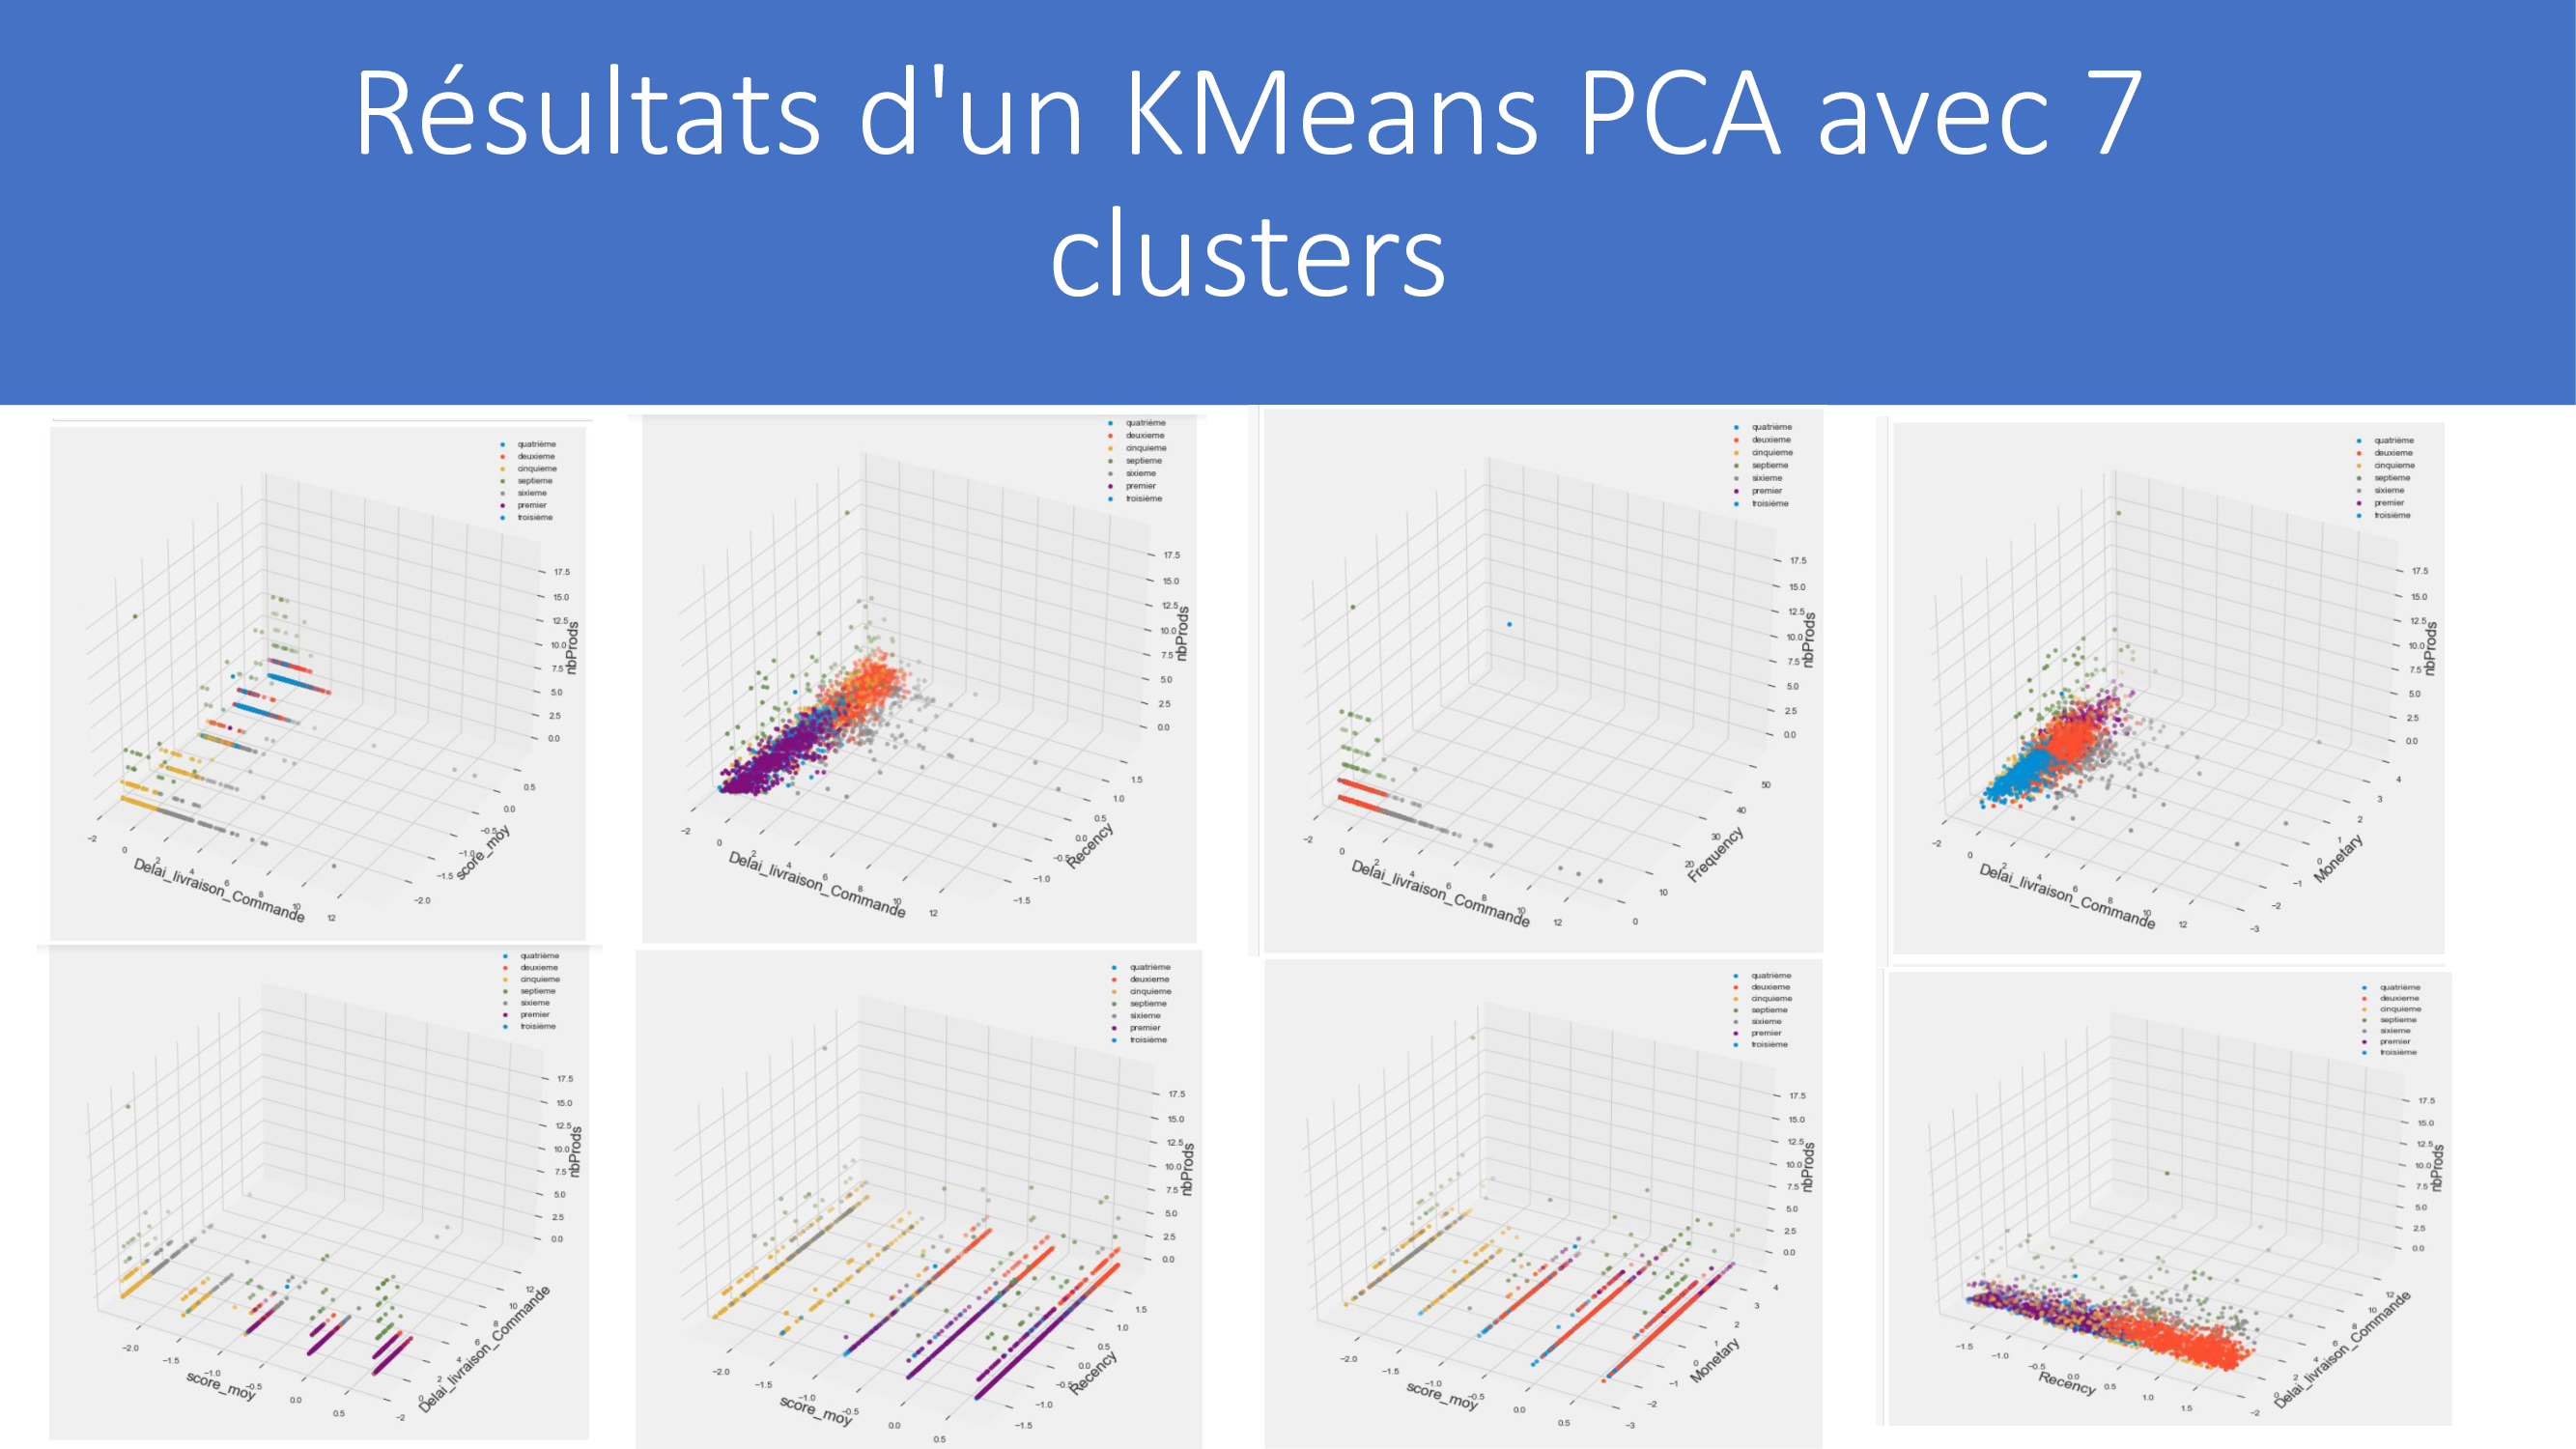 Résultats d'un KMeans PCA avec 7
clusters
quatrième
deuxieme
cinquieme
septieme
sixieme
premier
troisième
17.5
15.0
12.5
10.0
7.5
5.0
2.5
0.0
nbProds
0.5
0.0
-0.5
-1.0
-1.5
-2.0
score_moy
-2
0
2
4
6
8
10
12
Delai_livraison_Commande
quatrième
deuxieme
cinquieme
septieme
sixieme
premier
troisième
17.5
15.0
12.5
10.0
7.5
5.0
2.5
0.0
nbProds
1.5
1.0
0.5
0.0
-0.5
-1.0
-1.5
Recency
-2
0
2
4
6
8
10
12
Delai_livraison_Commande
quatrième
deuxieme
cinquieme
septieme
sixieme
premier
troisième
17.5
15.0
12.5
10.0
7.5
5.0
2.5
0.0
nbProds
50
40
30
20
10
0
Frequency
-2
0
2
4
6
8
10
12
Delai_livraison_Commande
quatrième
deuxieme
cinquieme
septieme
sixieme
premier
troisième
17.5
15.0
12.5
10.0
7.5
5.0
2.5
0.0
nbProds
4
3
2
1
0
-1
-2
-3
Monetary
-2
0
2
4
6
8
10
12
Delai_livraison_Commande
quatrième
deuxieme
cinquieme
septieme
sixieme
premier
troisième
17.5
15.0
12.5
10.0
7.5
5.0
2.5
0.0
nbProds
12
10
8
6
4
2
0
-2
Delai_livraison_Commande
-2.0
-1.5
-1.0
-0.5
0.0
0.5
score_moy
quatrième
deuxieme
cinquieme
septieme
sixieme
premier
troisième
17.5
15.0
12.5
10.0
7.5
5.0
2.5
0.0
nbProds
1.5
1.0
0.5
0.0
-0.5
-1.0
-1.5
Recency
-2.0
-1.5
-1.0
-0.5
0.0
0.5
score_moy
quatrième
deuxieme
cinquieme
septieme
sixieme
premier
troisième
17.5
15.0
12.5
10.0
7.5
5.0
2.5
0.0
nbProds
4
3
2
1
0
-1
-2
-3
Monetary
-2.0
-1.5
-1.0
-0.5
0.0
0.5
score_moy
quatrième
deuxieme
cinquieme
septieme
sixieme
premier
troisième
17.5
15.0
12.5
10.0
7.5
5.0
2.5
0.0
nbProds
12
10
8
6
4
2
0
-2
Delai_livraison_Commande
-1.5
-1.0
-0.5
0.0
0.5
1.0
1.5
Recency